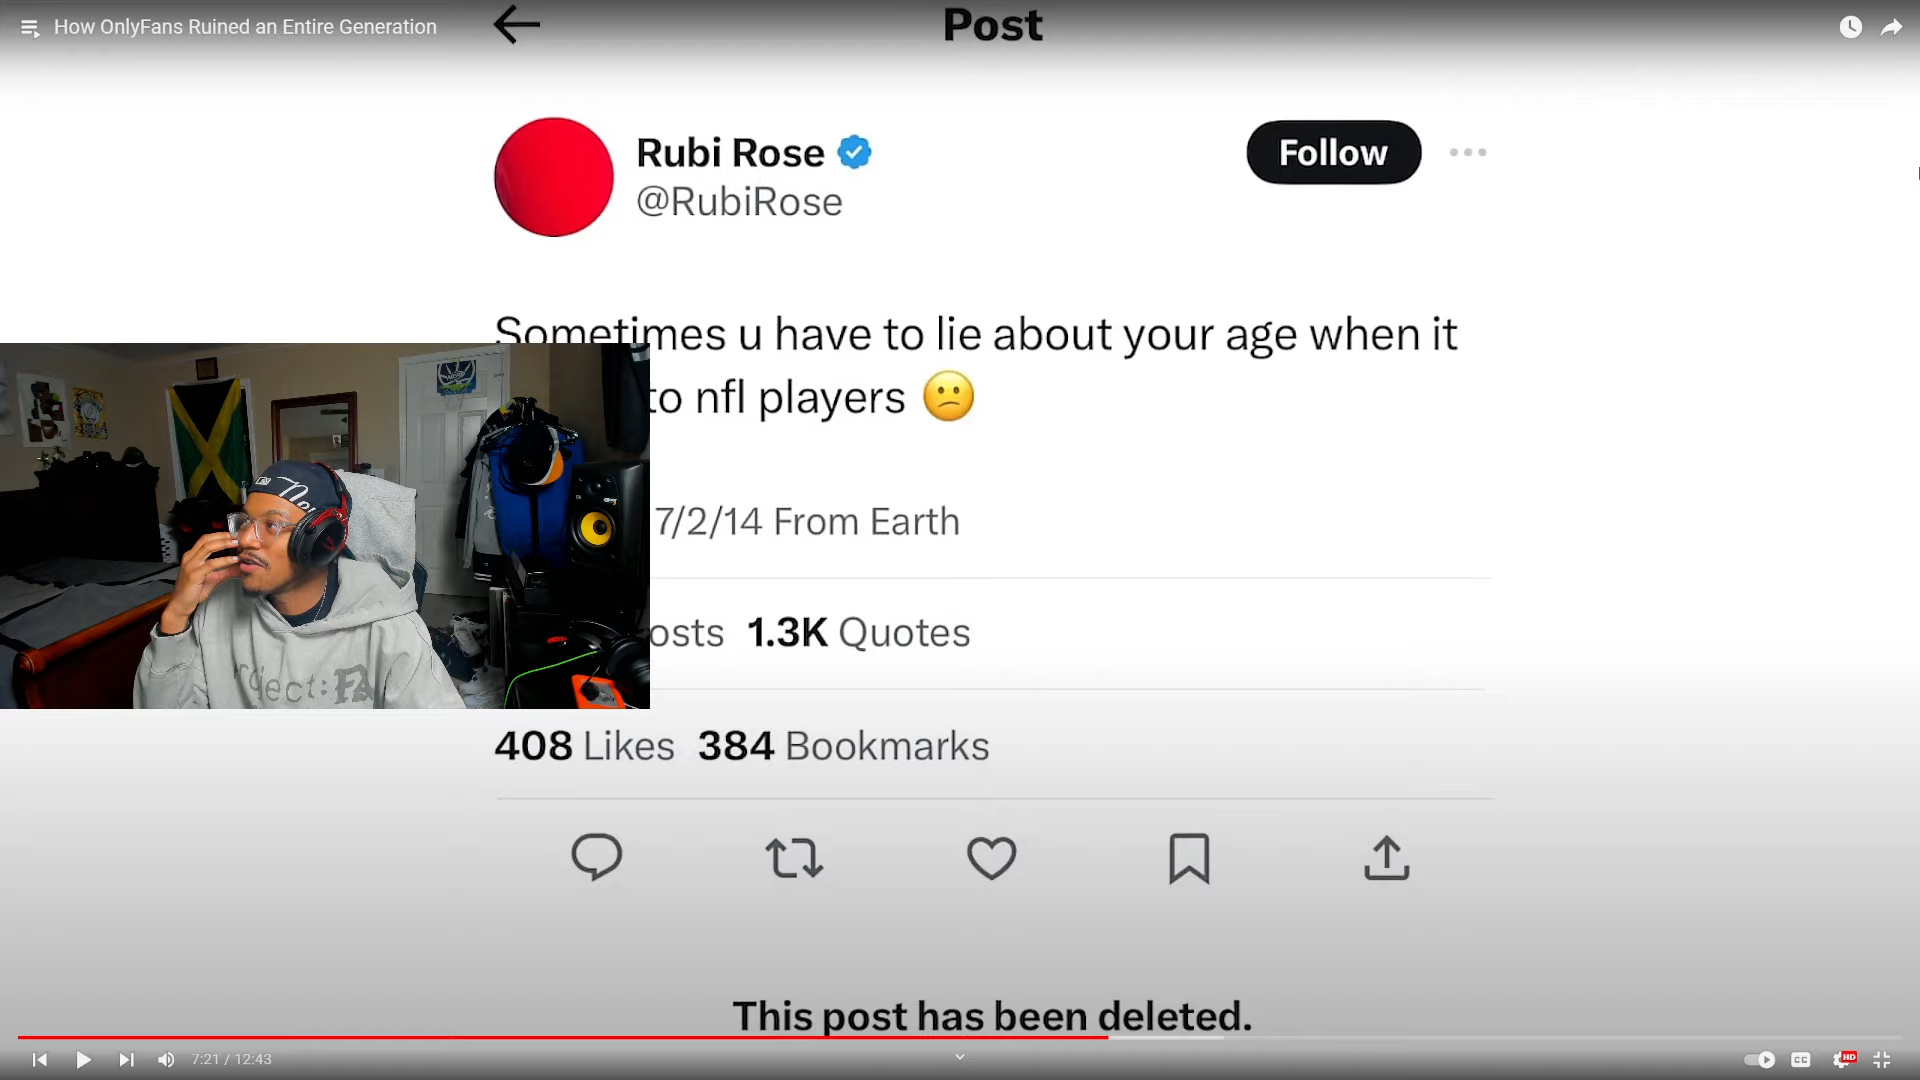 How OnlyFans Ruined an Entire Generation
Post
Rubi Rose
@RubiRose
Follow
Sometimes u have to lie about your age when it
to nfl players 😕
7/2/14 From Earth
osts 1.3K Quotes
408 Likes 384 Bookmarks
This post has been deleted.
7:21 / 12:43
CC
HD